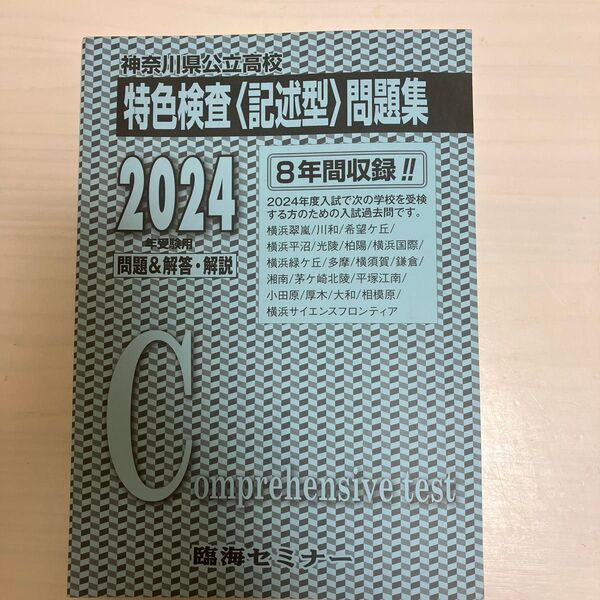 神奈川県公立高校
特色検査〈記述型〉問題集
2024
年受験用
問題&解答・解説
8年間収録!!
2024年度入試で次の学校を受検
する方のための入試過去問です。
横浜翠嵐/川和/希望ケ丘/
横浜平沼/光陵/柏陽/横浜国際/
横浜緑ケ丘/多摩/横須賀/鎌倉/
湘南/茅ケ崎北陵/平塚江南/
小田原/厚木/大和/相模原/
横浜サイエンスフロンティア
Comprehensive test
臨海セミナー